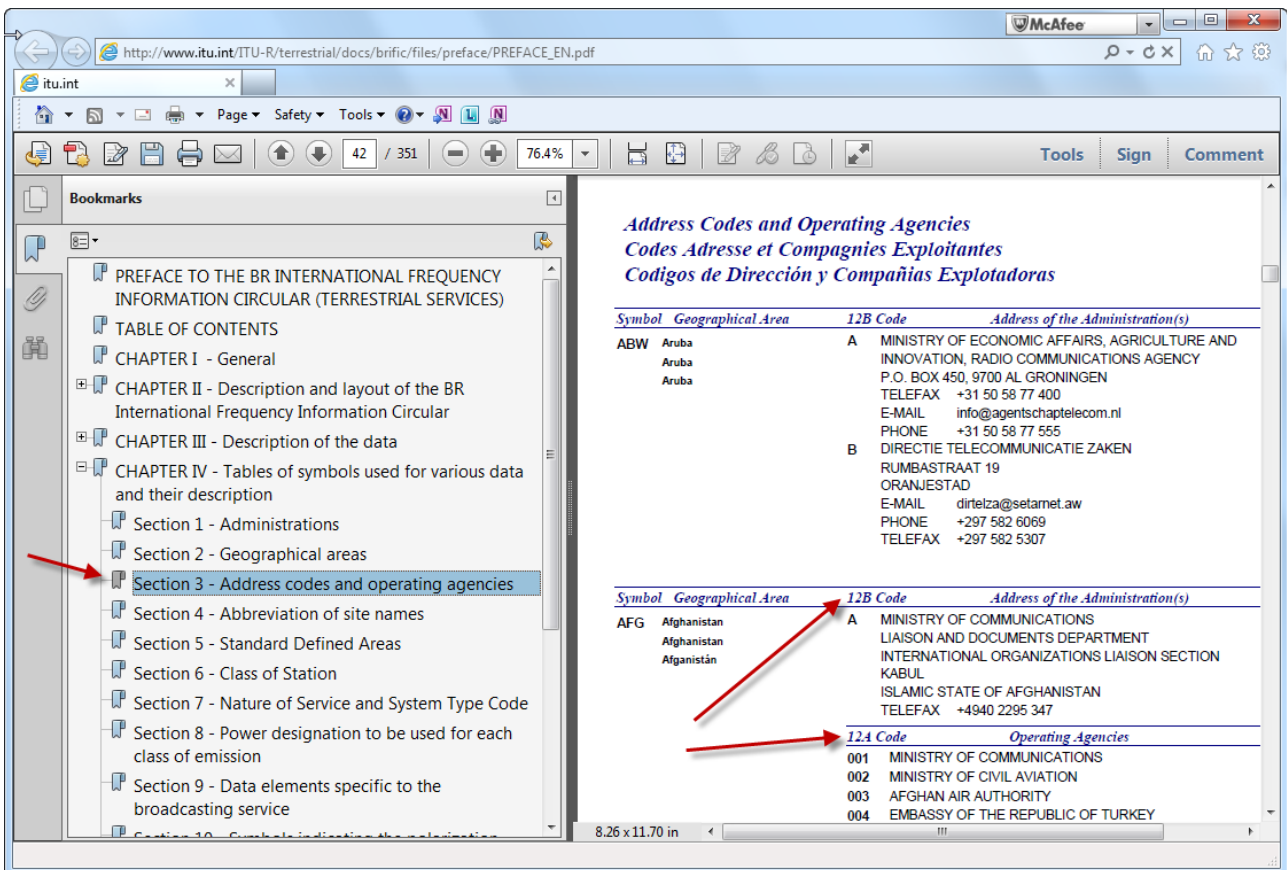 McAfee
http://www.itu.int/ITU-R/terrestrial/docs/brific/files/preface/PREFACE_EN.pdf
itu.int
Page Safety Tools
42 / 351 76.4% Tools Sign Comment
Bookmarks
PREFACE TO THE BR INTERNATIONAL FREQUENCY
INFORMATION CIRCULAR (TERRESTRIAL SERVICES)
TABLE OF CONTENTS
CHAPTER I - General
CHAPTER II - Description and layout of the BR
International Frequency Information Circular
CHAPTER III - Description of the data
CHAPTER IV - Tables of symbols used for various data
and their description
Section 1 - Administrations
Section 2 - Geographical areas
Section 3 - Address codes and operating agencies
Section 4 - Abbreviation of site names
Section 5 - Standard Defined Areas
Section 6 - Class of Station
Section 7 - Nature of Service and System Type Code
Section 8 - Power designation to be used for each
class of emission
Section 9 - Data elements specific to the
broadcasting service
Address Codes and Operating Agencies
Codes Adresse et Compagnies Exploitantes
Codigos de Dirección y Compañias Explotadoras
Symbol Geographical Area 12B Code Address of the Administration(s)
ABW Aruba A MINISTRY OF ECONOMIC AFFAIRS, AGRICULTURE AND
Aruba INNOVATION, RADIO COMMUNICATIONS AGENCY
Aruba P.O. BOX 450, 9700 AL GRONINGEN
TELEFAX +31 50 58 77 400
E-MAIL info@agentschaptelecom.nl
PHONE +31 50 58 77 555
B DIRECTIE TELECOMMUNICATIE ZAKEN
RUMBASTRAAT 19
ORANJESTAD
E-MAIL dirtelza@setarnet.aw
PHONE +297 582 6069
TELEFAX +297 582 5307
Symbol Geographical Area 12B Code Address of the Administration(s)
AFG Afghanistan A MINISTRY OF COMMUNICATIONS
Afghanistan LIAISON AND DOCUMENTS DEPARTMENT
Afganistán INTERNATIONAL ORGANIZATIONS LIAISON SECTION
KABUL
ISLAMIC STATE OF AFGHANISTAN
TELEFAX +4940 2295 347
12A Code Operating Agencies
001 MINISTRY OF COMMUNICATIONS
002 MINISTRY OF CIVIL AVIATION
003 AFGHAN AIR AUTHORITY
004 EMBASSY OF THE REPUBLIC OF TURKEY
8.26 x 11.70 in